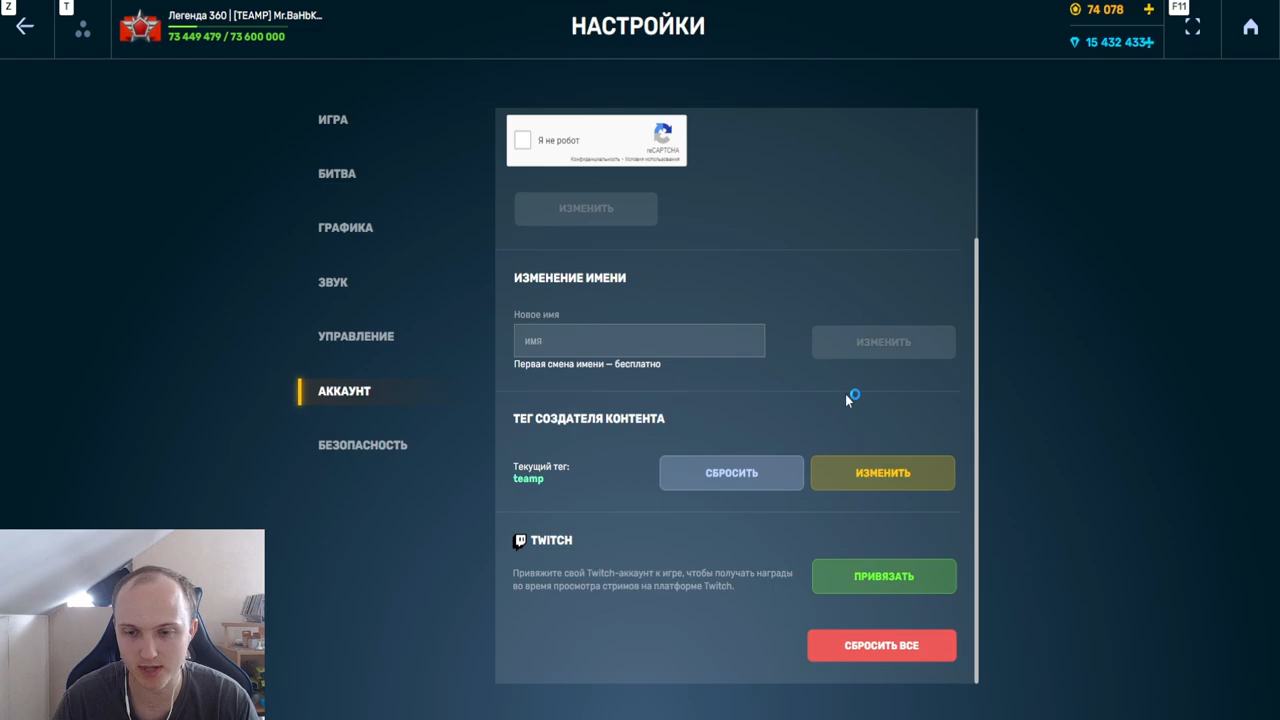 Z
T
Легенда 360 | [TEAMP] Mr.BaHbK...
73 449 479 / 73 600 000
НАСТРОЙКИ
74 078 +
15 432 433+
F11
ИГРА
БИТВА
ГРАФИКА
ЗВУК
УПРАВЛЕНИЕ
АККАУНТ
БЕЗОПАСНОСТЬ
Я не робот
reCAPTCHA
Конфиденциальность - Условия использования
ИЗМЕНИТЬ
ИЗМЕНЕНИЕ ИМЕНИ
Новое имя
имя
ИЗМЕНИТЬ
Первая смена имени — бесплатно
ТЕГ СОЗДАТЕЛЯ КОНТЕНТА
Текущий тег:
teamp
СБРОСИТЬ
ИЗМЕНИТЬ
TWITCH
Привяжите свой Twitch-аккаунт к игре, чтобы получать награды
во время просмотра стримов на платформе Twitch.
ПРИВЯЗАТЬ
СБРОСИТЬ ВСЕ